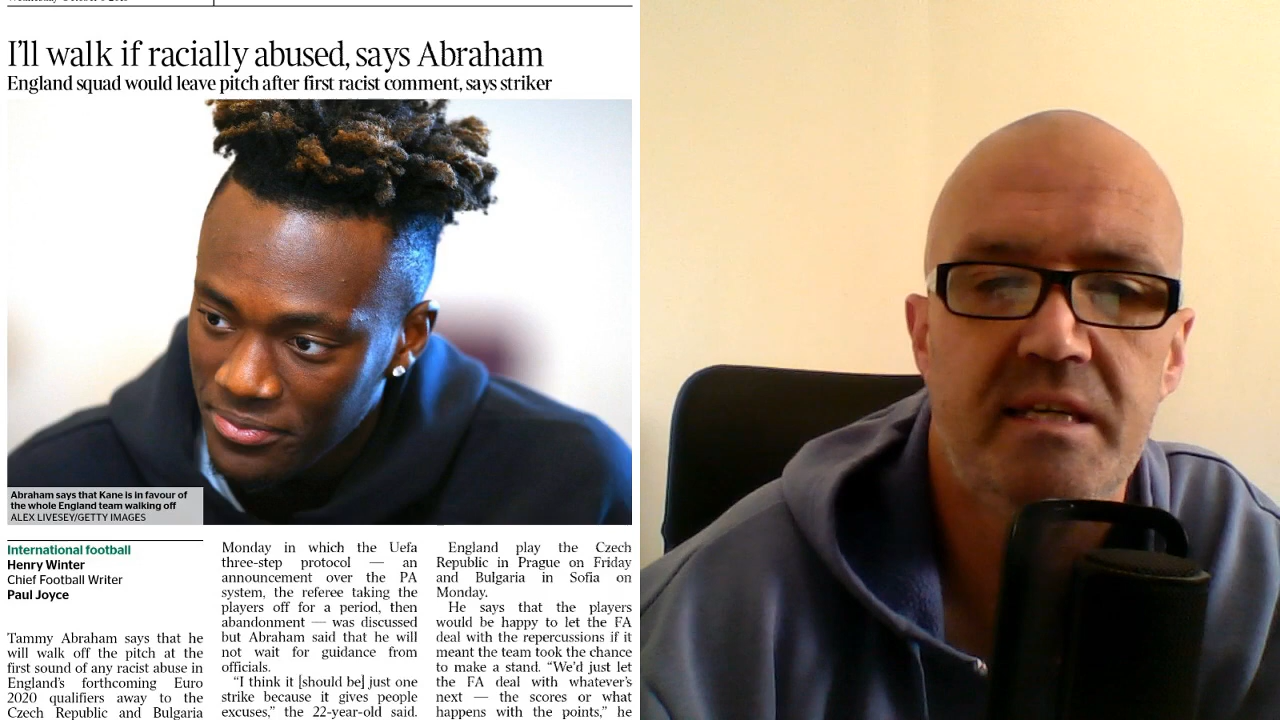 I'll walk if racially abused, says Abraham
England squad would leave pitch after first racist comment, says striker
Abraham says that Kane is in favour of
the whole England team walking off
ALEX LIVESEY/GETTY IMAGES
International football
Henry Winter
Chief Football Writer
Paul Joyce
Tammy Abraham says that he
will walk off the pitch at the
first sound of any racist abuse in
England's forthcoming Euro
2020 qualifiers away to the
Czech Republic and Bulgaria
Monday in which the Uefa
three-step protocol — an
announcement over the PA
system, the referee taking the
players off for a period, then
abandonment — was discussed
but Abraham said that he will
not wait for guidance from
officials.
“I think it [should be] just one
strike because it gives people
excuses,” the 22-year-old said.
England play the Czech
Republic in Prague on Friday
and Bulgaria in Sofia on
Monday.
He says that the players
would be happy to let the FA
deal with the repercussions if it
meant the team took the chance
to make a stand. “We'd just let
the FA deal with whatever's
next — the scores or what
happens with the points,” he